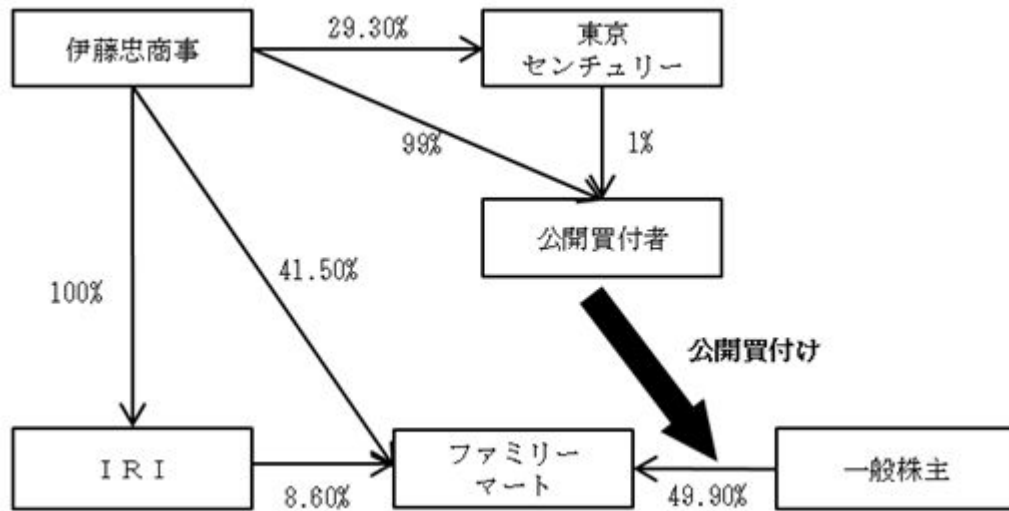 伊藤忠商事
29.30%
東京
センチュリー
99%
1%
公開買付者
100%
41.50%
公開買付け
ＩＲＩ
8.60%
ファミリー
マート
49.90%
一般株主